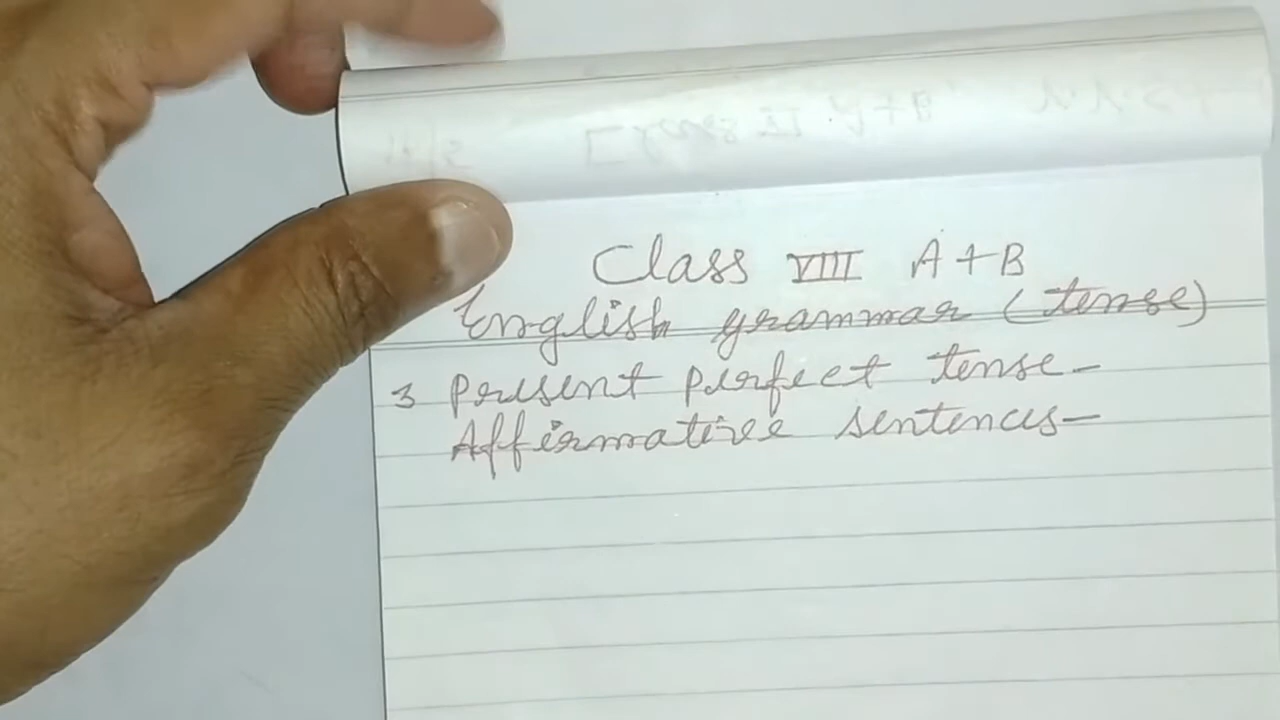 Class VIII A+B
English grammar (tense)
3 Present perfect tense-
Affirmative sentences-